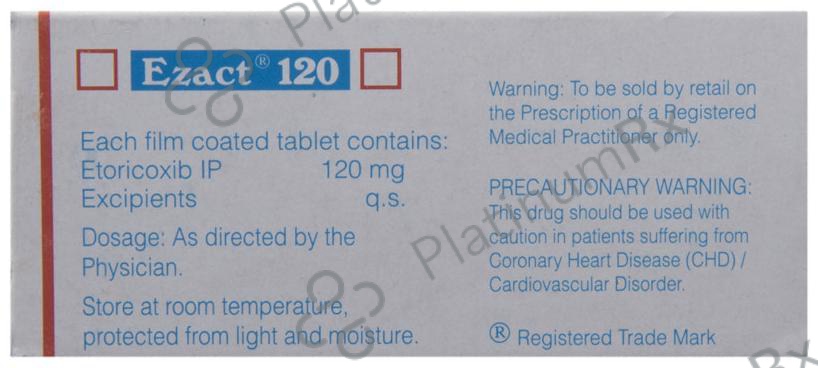 Ezact® 120
Each film coated tablet contains:
Etoricoxib IP 120 mg
Excipients q.s.
Dosage: As directed by the
Physician.
Store at room temperature,
protected from light and moisture.
Warning: To be sold by retail on
the Prescription of a Registered
Medical Practitioner only.
PRECAUTIONARY WARNING:
This drug should be used with
caution in patients suffering from
Coronary Heart Disease (CHD) /
Cardiovascular Disorder.
® Registered Trade Mark
PlatinumRx